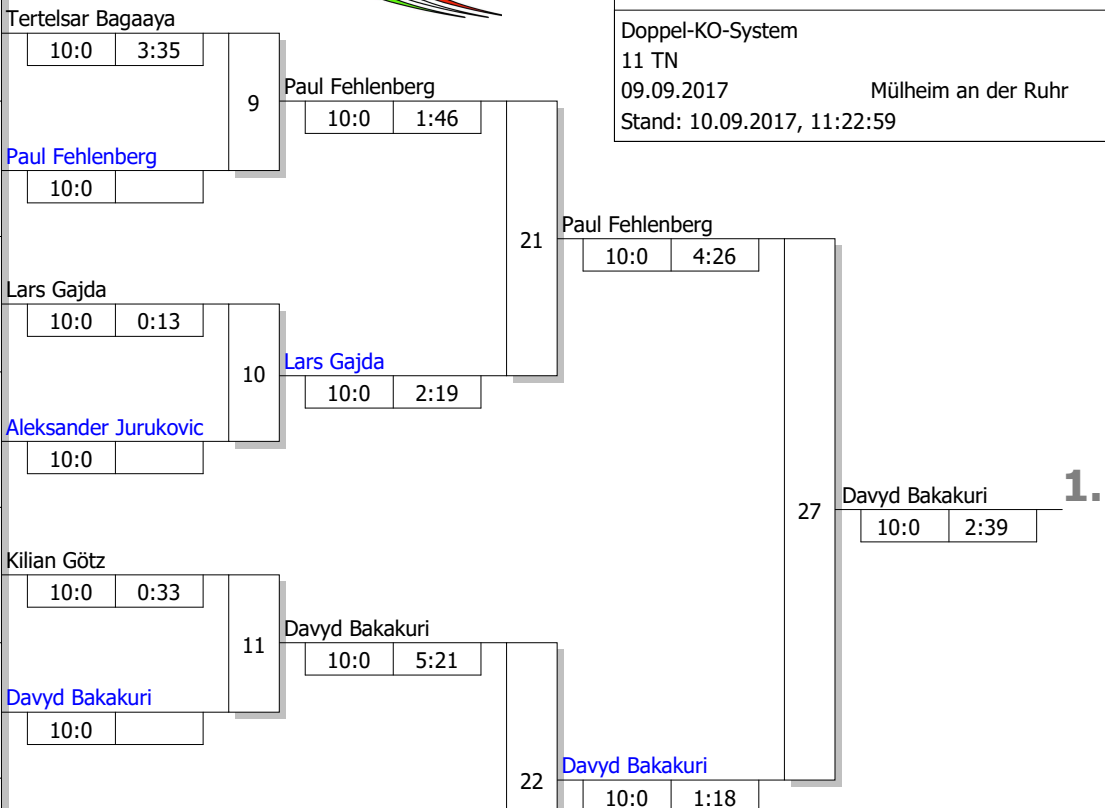 Tertelsar Bagaaya
10:0 3:35
Doppel-KO-System
11 TN
09.09.2017 Mülheim an der Ruhr
Stand: 10.09.2017, 11:22:59
9
Paul Fehlenberg
10:0 1:46
Paul Fehlenberg
10:0
21
Paul Fehlenberg
10:0 4:26
Lars Gajda
10:0 0:13
10
Lars Gajda
10:0 2:19
Aleksander Jurukovic
10:0
27
Davyd Bakakuri
10:0 2:39
1.
Kilian Götz
10:0 0:33
11
Davyd Bakakuri
10:0 5:21
Davyd Bakakuri
10:0
22
Davyd Bakakuri
10:0 1:18